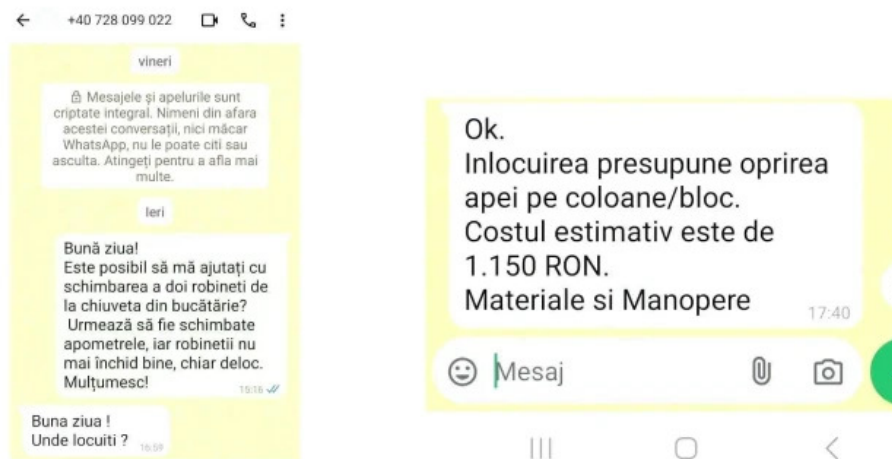 +40 728 099 022
vineri
Mesajele și apelurile sunt
criptate integral. Nimeni din afara
acestei conversații, nici măcar
WhatsApp, nu le poate citi sau
asculta. Atingeți pentru a afla mai
multe.
Ieri
Bună ziua!
Este posibil să mă ajutați cu
schimbarea a doi robineti de
la chiuveta din bucătărie?
Urmează să fie schimbate
apometrele, iar robinetii nu
mai închid bine, chiar deloc.
Mulțumesc!
16:16
Buna ziua !
Unde locuiti ?
16:59
Ok.
Inlocuirea presupune oprirea
apei pe coloane/bloc.
Costul estimativ este de
1.150 RON.
Materiale si Manopere
17:40
Mesaj